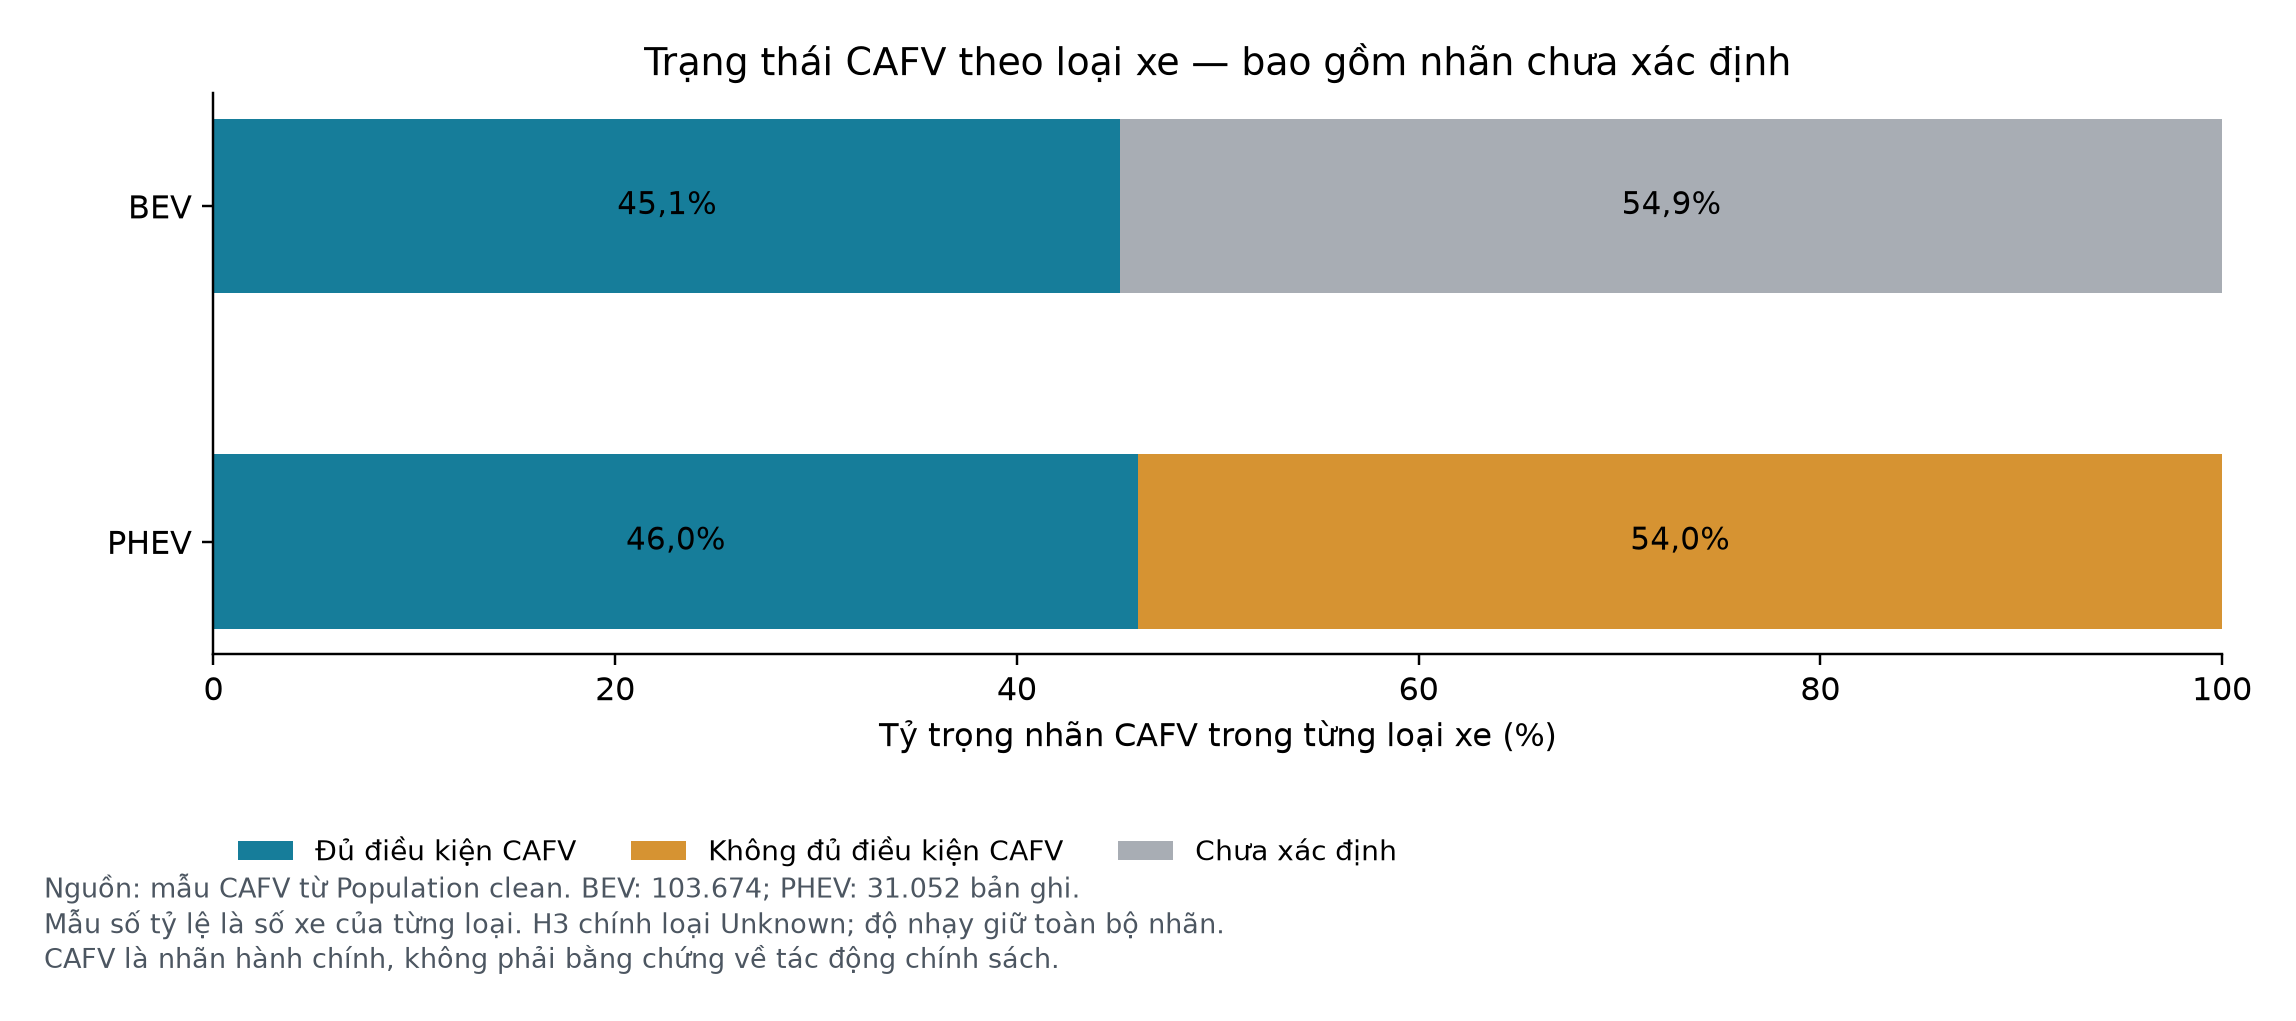 Trạng thái CAFV theo loại xe — bao gồm nhãn chưa xác định
BEV
45,1%
54,9%
PHEV
46,0%
54,0%
0 20 40 60 80 100
Tỷ trọng nhãn CAFV trong từng loại xe (%)
Đủ điều kiện CAFV Không đủ điều kiện CAFV Chưa xác định
Nguồn: mẫu CAFV từ Population clean. BEV: 103.674; PHEV: 31.052 bản ghi.
Mẫu số tỷ lệ là số xe của từng loại. H3 chính loại Unknown; độ nhạy giữ toàn bộ nhãn.
CAFV là nhãn hành chính, không phải bằng chứng về tác động chính sách.